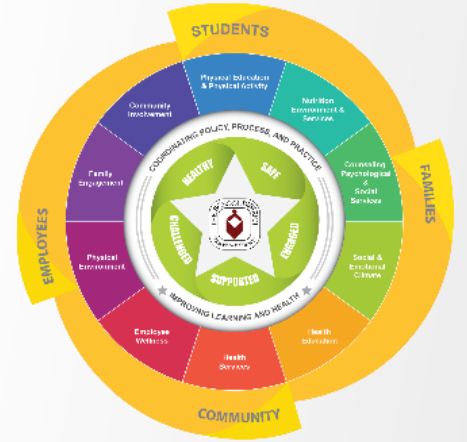 STUDENTS
FAMILIES
COMMUNITY
EMPLOYEES
Physical Education
& Physical Activity
Nutrition
Environment &
Services
Counseling
Psychological
&
Social
Services
Social &
Emotional
Climate
Health
Education
Health
Services
Employee
Wellness
Physical
Environment
Family
Engagement
Community
Involvement
COORDINATING POLICY, PROCESS, AND PRACTICE
IMPROVING LEARNING AND HEALTH
HEALTHY
SAFE
ENGAGED
SUPPORTED
CHALLENGED